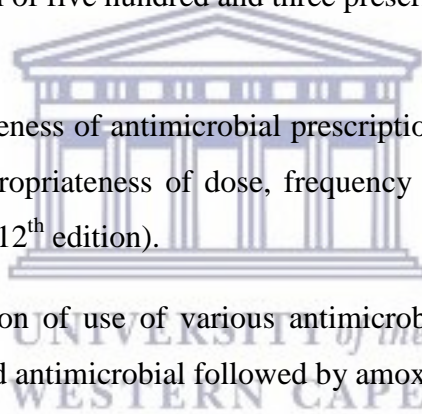 of five hundred and three prescr
eness of antimicrobial prescriptio
ropriateness of dose, frequency
12th edition).
on of use of various antimicrob
UNIVERSITY of the
d antimicrobial followed by amox
WESTERN CAPE